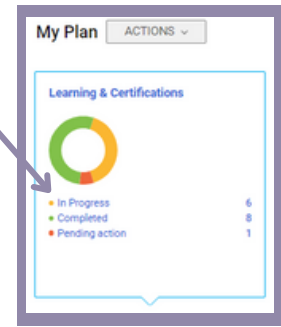 My Plan ACTIONS
Learning & Certifications
In Progress 6
Completed 8
Pending action 1